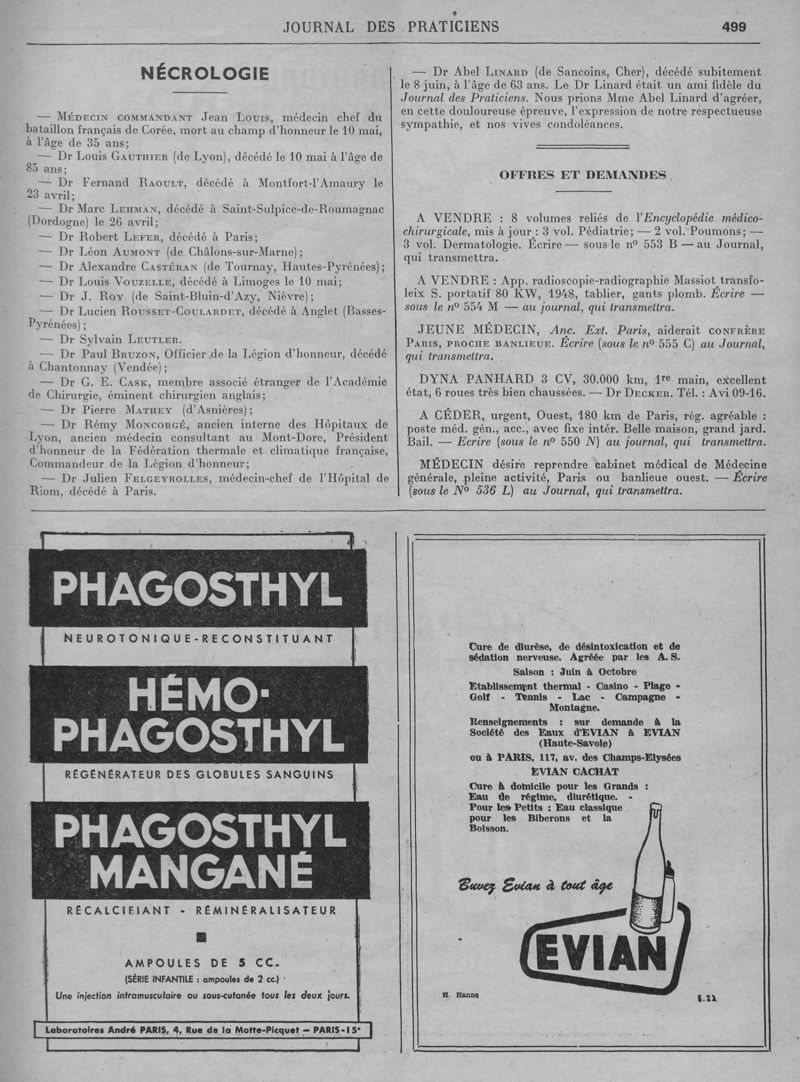 JOURNAL DES PRATICIENS
499
NÉCROLOGIE
— MÉDECIN COMMANDANT Jean LOUIS, médecin chef du
bataillon français de Corée, mort au champ d'honneur le 10 mai,
à l'âge de 35 ans;
— Dr Louis GAUTHIER (de Lyon), décédé le 10 mai à l'âge de
85 ans;
— Dr Fernand RAOULT, décédé à Montfort-l'Amaury le
23 avril;
— Dr Marc LEHMAN, décédé à Saint-Sulpice-de-Roumagnac
(Dordogne) le 26 avril;
— Dr Robert LEFER, décédé à Paris;
— Dr Léon AUMONT (de Châlons-sur-Marne);
— Dr Alexandre CASTÉRAN (de Tournay, Hautes-Pyrénées);
— Dr Louis VOUZELLE, décédé à Limoges le 10 mai;
— Dr J. ROY (de Saint-Bluin-d'Azy, Nièvre);
— Dr Lucien ROUSSET-COULARDET, décédé à Anglet (Basses-
Pyrénées);
— Dr Sylvain LEUTLER.
— Dr Paul BRUZON, Officier de la Légion d'honneur, décédé
à Chantonnay (Vendée);
— Dr G. E. CASK, membre associé étranger de l'Académie
de Chirurgie, éminent chirurgien anglais;
— Dr Pierre MATHEY (d'Asnières);
— Dr Rémy MONCORGÉ, ancien interne des Hôpitaux de
Lyon, ancien médecin consultant au Mont-Dore, Président
d'honneur de la Fédération thermale et climatique française,
Commandeur de la Légion d'honneur;
— Dr Julien FELGEYROLLES, médecin-chef de l'Hôpital de
Riom, décédé à Paris.
— Dr Abel LINARD (de Sancoins, Cher), décédé subitement
le 8 juin, à l'âge de 63 ans. Le Dr Linard était un ami fidèle du
Journal des Praticiens. Nous prions Mme Abel Linard d'agréer,
en cette douloureuse épreuve, l'expression de notre respectueuse
sympathie, et nos vives condoléances.
OFFRES ET DEMANDES
A VENDRE : 8 volumes reliés de l'Encyclopédie médico-
chirurgicale, mis à jour : 3 vol. Pédiatrie; — 2 vol. Poumons; —
3 vol. Dermatologie. Écrire — sous le nº 553 B — au Journal,
qui transmettra.
A VENDRE : App. radioscopie-radiographie Massiot transfo-
leix S. portatif 80 KW, 1948, tablier, gants plomb. Écrire —
sous le nº 554 M — au journal, qui transmettra.
JEUNE MÉDECIN, Anc. Ext. Paris, aiderait CONFRÈRE
PARIS, PROCHE BANLIEUE. Écrire (sous le nº 555 C) au Journal,
qui transmettra.
DYNA PANHARD 3 CV, 30.000 km, 1re main, excellent
état, 6 roues très bien chaussées. — Dr DECKER. Tél. : Avi 09-16.
A CÉDER, urgent, Ouest, 180 km de Paris, rég. agréable :
poste méd. gén., acc., avec fixe intér. Belle maison, grand jard.
Bail. — Ecrire (sous le nº 550 N) au journal, qui transmettra.
MÉDECIN désire reprendre cabinet médical de Médecine
générale, pleine activité, Paris ou banlieue ouest. — Écrire
(sous le Nº 536 L) au Journal, qui transmettra.
PHAGOSTHYL
NEUROTONIQUE-RECONSTITUANT
HÉMO-
PHAGOSTHYL
RÉGÉNÉRATEUR DES GLOBULES SANGUINS
PHAGOSTHYL
MANGANÉ
RÉCALCIFIANT - RÉMINÉRALISATEUR
AMPOULES DE 5 CC.
(SÉRIE INFANTILE : ampoules de 2 cc.)
Une injection intramusculaire ou sous-cutanée tous les deux jours.
Laboratoires André PARIS, 4, Rue de la Motte-Picquet — PARIS-15e
Cure de diurèse, de désintoxication et de
sédation nerveuse. Agréée par les A. S.
Saison : Juin à Octobre
Etablissement thermal - Casino - Plage -
Golf - Tennis - Lac - Campagne -
Montagne.
Renseignements : sur demande à la
Société des Eaux d'EVIAN à EVIAN
(Haute-Savoie)
ou à PARIS, 117, av. des Champs-Elysées
EVIAN CACHAT
Cure à domicile pour les Grands :
Eau de régime, diurétique. -
Pour les Petits : Eau classique
pour les Biberons et la
Boisson.
Buvez Evian à tout âge
EVIAN
H. Hanne
E.22